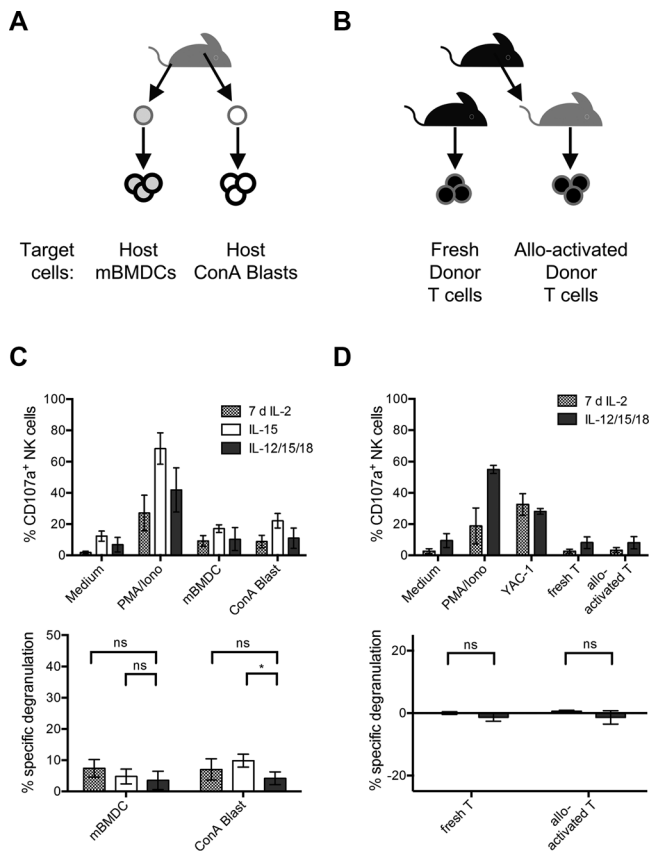 A
B
Target cells:
Host mBMDCs
Host ConA Blasts
Fresh Donor T cells
Allo-activated Donor T cells
C
D
% CD107a+ NK cells
100
80
60
40
20
0
7 d IL-2
IL-15
IL-12/15/18
Medium
PMA/Iono
mBMDC
ConA Blast
% CD107a+ NK cells
100
80
60
40
20
0
7 d IL-2
IL-12/15/18
Medium
PMA/Iono
YAC-1
fresh T
allo-activated T
% specific degranulation
50
40
30
20
10
0
ns
ns
ns
*
mBMDC
ConA Blast
% specific degranulation
20
0
-20
ns
ns
fresh T
allo-activated T